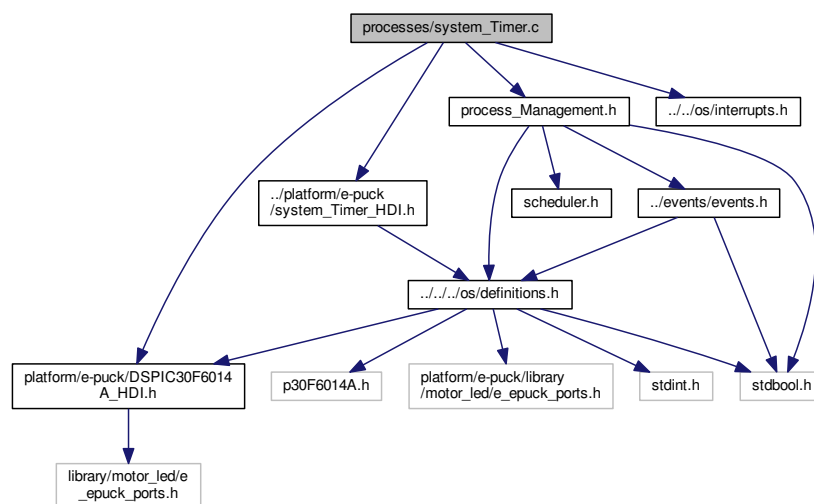 processes/system_Timer.c
process_Management.h
../../os/interrupts.h
../platform/e-puck
/system_Timer_HDI.h
scheduler.h
../events/events.h
../../../os/definitions.h
platform/e-puck/DSPIC30F6014
A_HDI.h
p30F6014A.h
platform/e-puck/library
/motor_led/e_epuck_ports.h
stdint.h
stdbool.h
library/motor_led/e
_epuck_ports.h